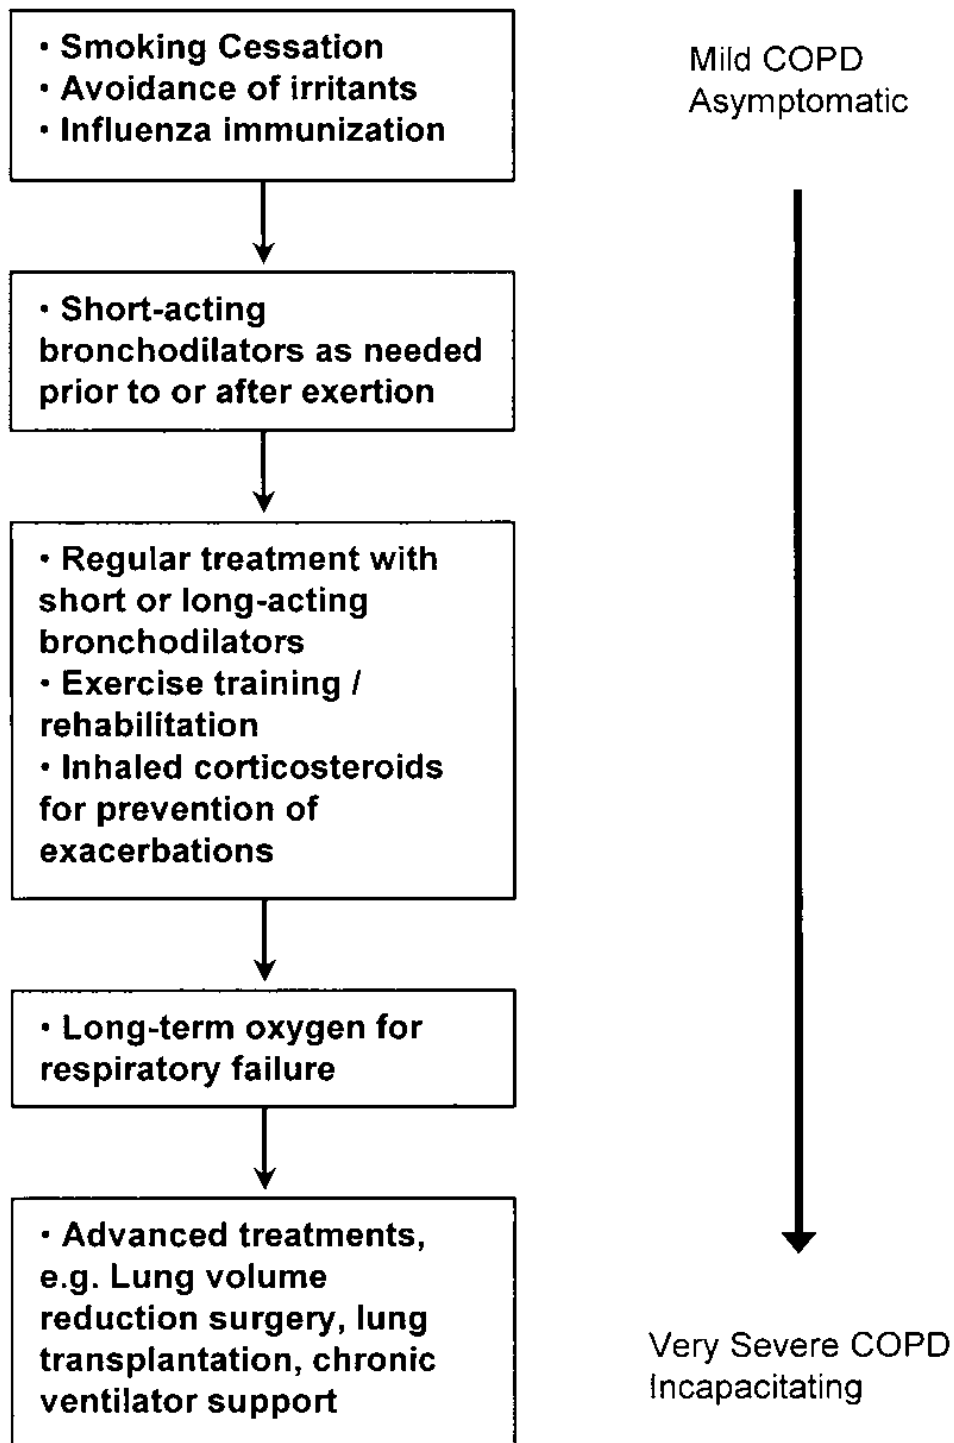 • Smoking Cessation
• Avoidance of irritants
• Influenza immunization
Mild COPD
Asymptomatic
• Short-acting
bronchodilators as needed
prior to or after exertion
• Regular treatment with
short or long-acting
bronchodilators
• Exercise training /
rehabilitation
• Inhaled corticosteroids
for prevention of
exacerbations
• Long-term oxygen for
respiratory failure
• Advanced treatments,
e.g. Lung volume
reduction surgery, lung
transplantation, chronic
ventilator support
Very Severe COPD
Incapacitating